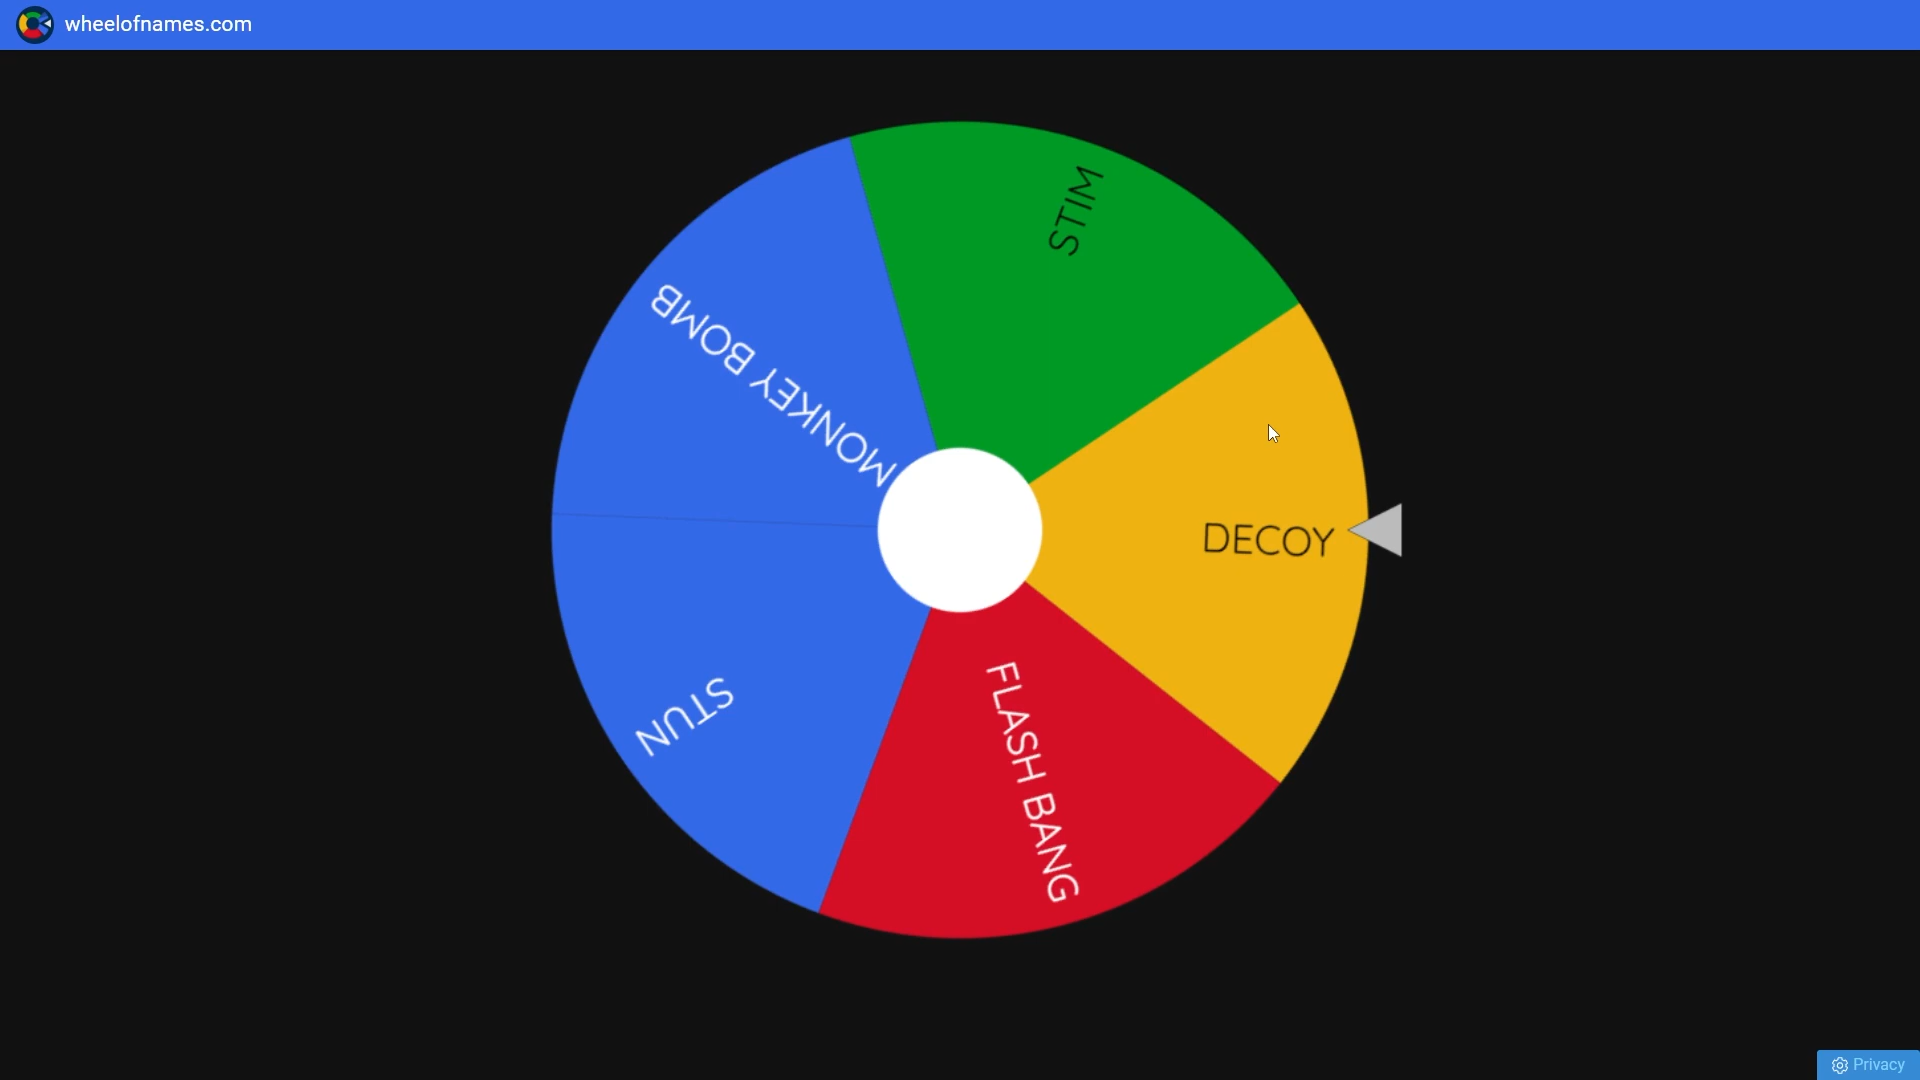 wheelofnames.com
STIM
MONKEY BOMB
DECOY
FLASH BANG
STUN
Privacy